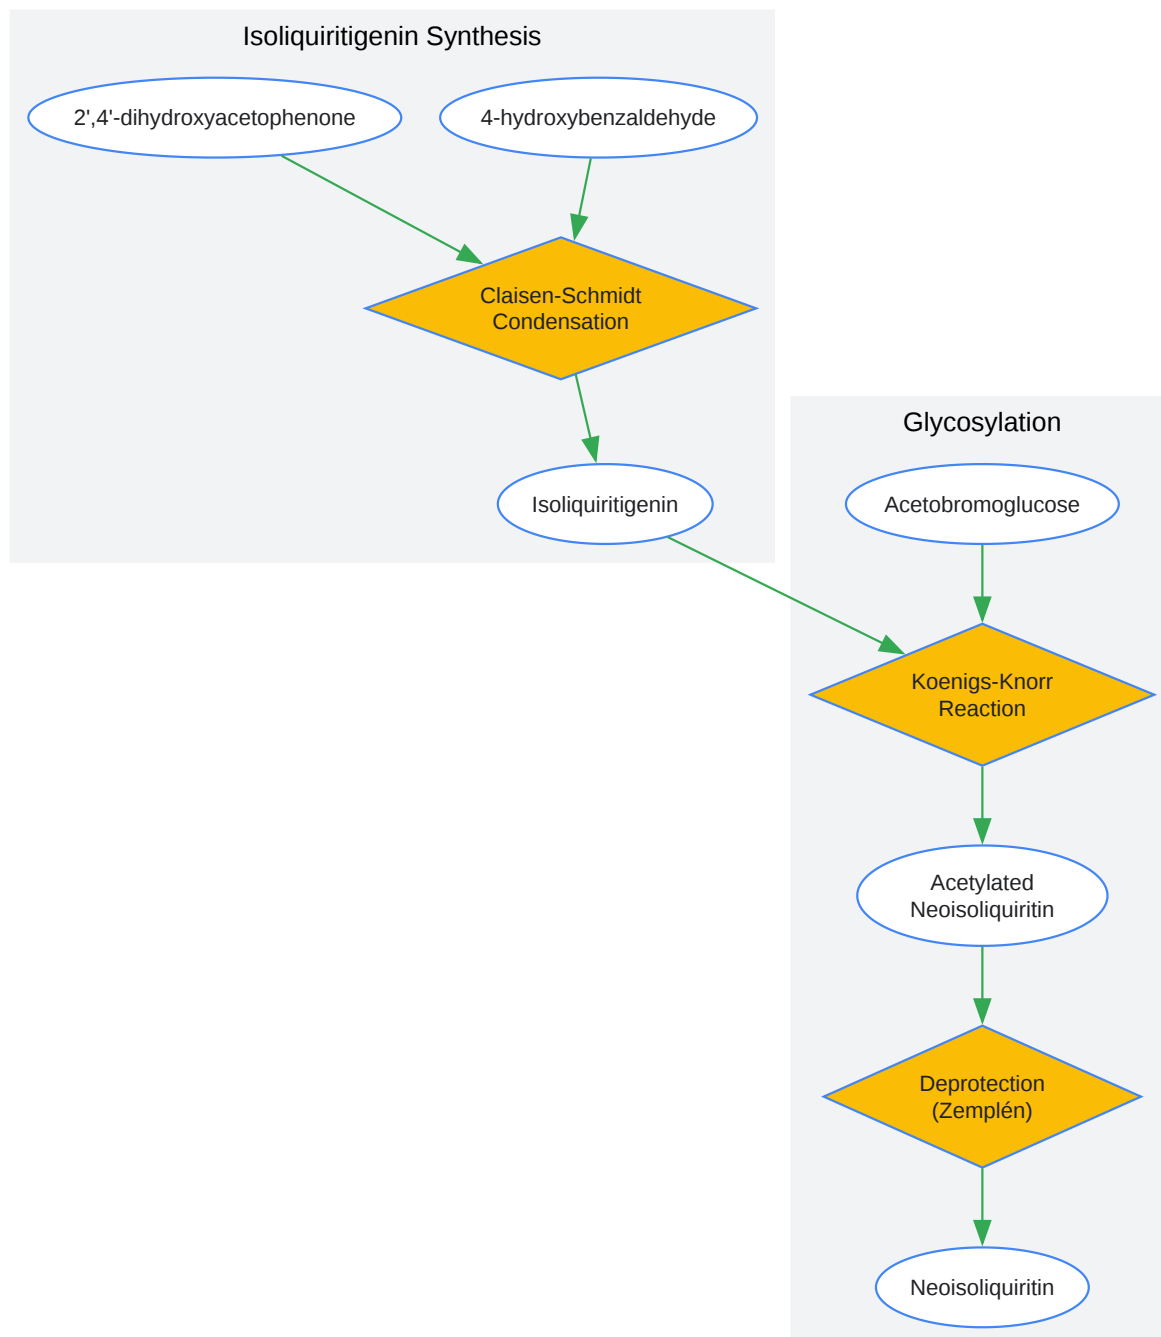 Isoliquiritigenin Synthesis
2',4'-dihydroxyacetophenone
4-hydroxybenzaldehyde
Claisen-Schmidt
Condensation
Isoliquiritigenin
Glycosylation
Acetobromoglucose
Koenigs-Knorr
Reaction
Acetylated
Neoisoliquiritin
Deprotection
(Zemplén)
Neoisoliquiritin